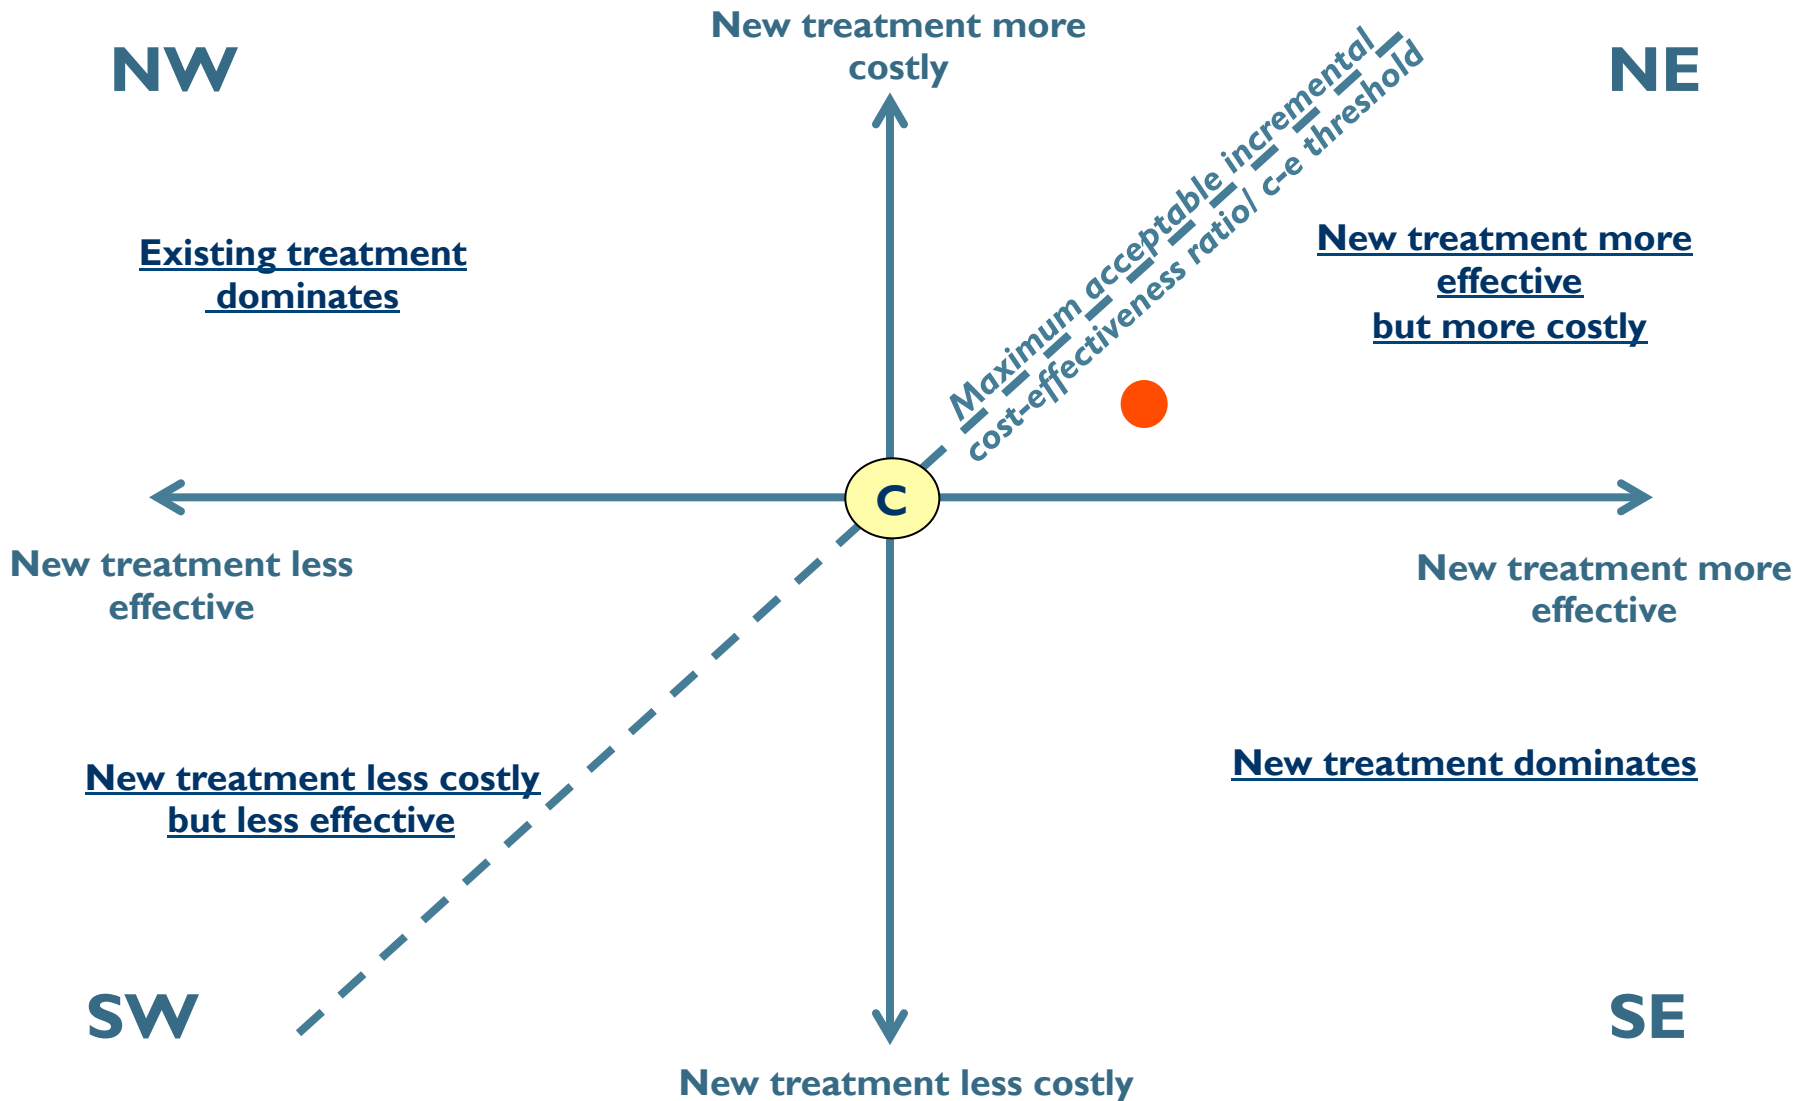 New treatment more
costly
NW
NE
Maximum acceptable incremental
cost-effectiveness ratio/ c-e threshold
Existing treatment
dominates
New treatment more
effective
but more costly
C
New treatment less
effective
New treatment more
effective
New treatment less costly
but less effective
New treatment dominates
SW
SE
New treatment less costly